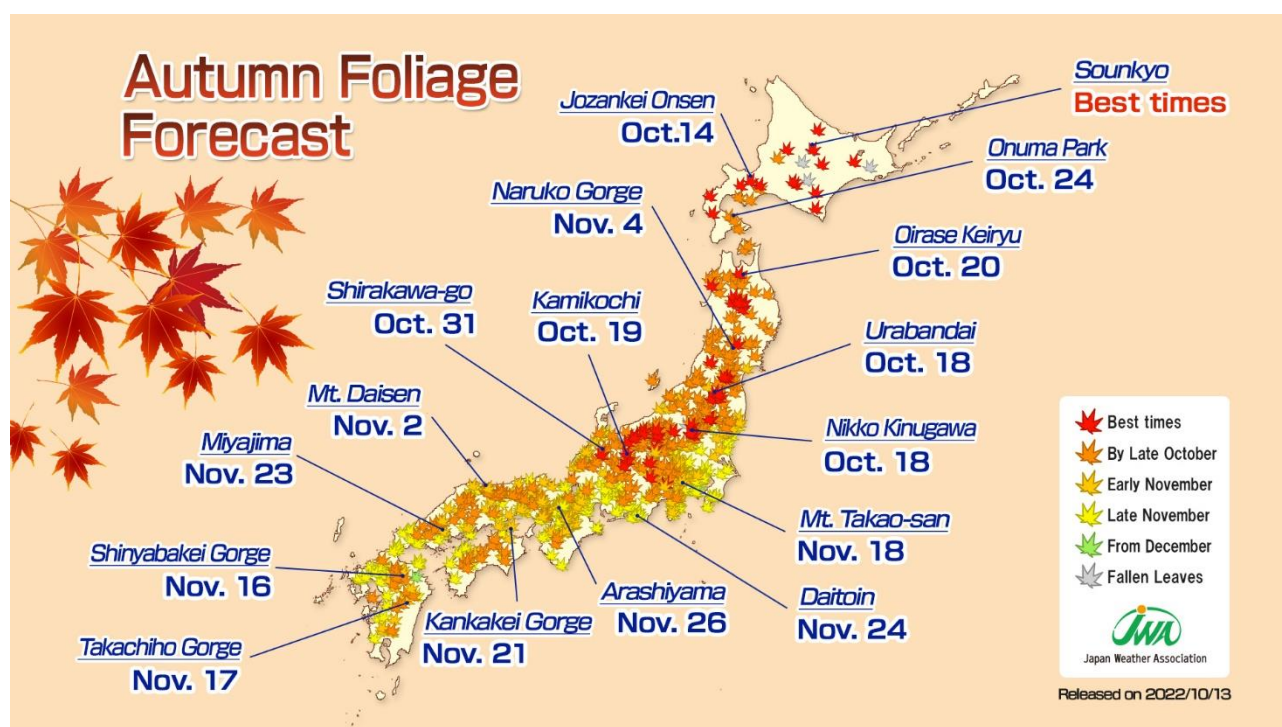 Autumn Foliage
Forecast
Sounkyo
Best times
Jozankei Onsen
Oct.14
Onuma Park
Oct. 24
Naruko Gorge
Nov. 4
Oirase Keiryu
Oct. 20
Shirakawa-go
Oct. 31
Kamikochi
Oct. 19
Urabandai
Oct. 18
Mt. Daisen
Nov. 2
Nikko Kinugawa
Oct. 18
Miyajima
Nov. 23
Mt. Takao-san
Nov. 18
Shinyabakei Gorge
Nov. 16
Arashiyama
Nov. 26
Daitoin
Nov. 24
Kankakei Gorge
Nov. 21
Takachiho Gorge
Nov. 17
Best times
By Late October
Early November
Late November
From December
Fallen Leaves
JWA
Japan Weather Association
Released on 2022/10/13